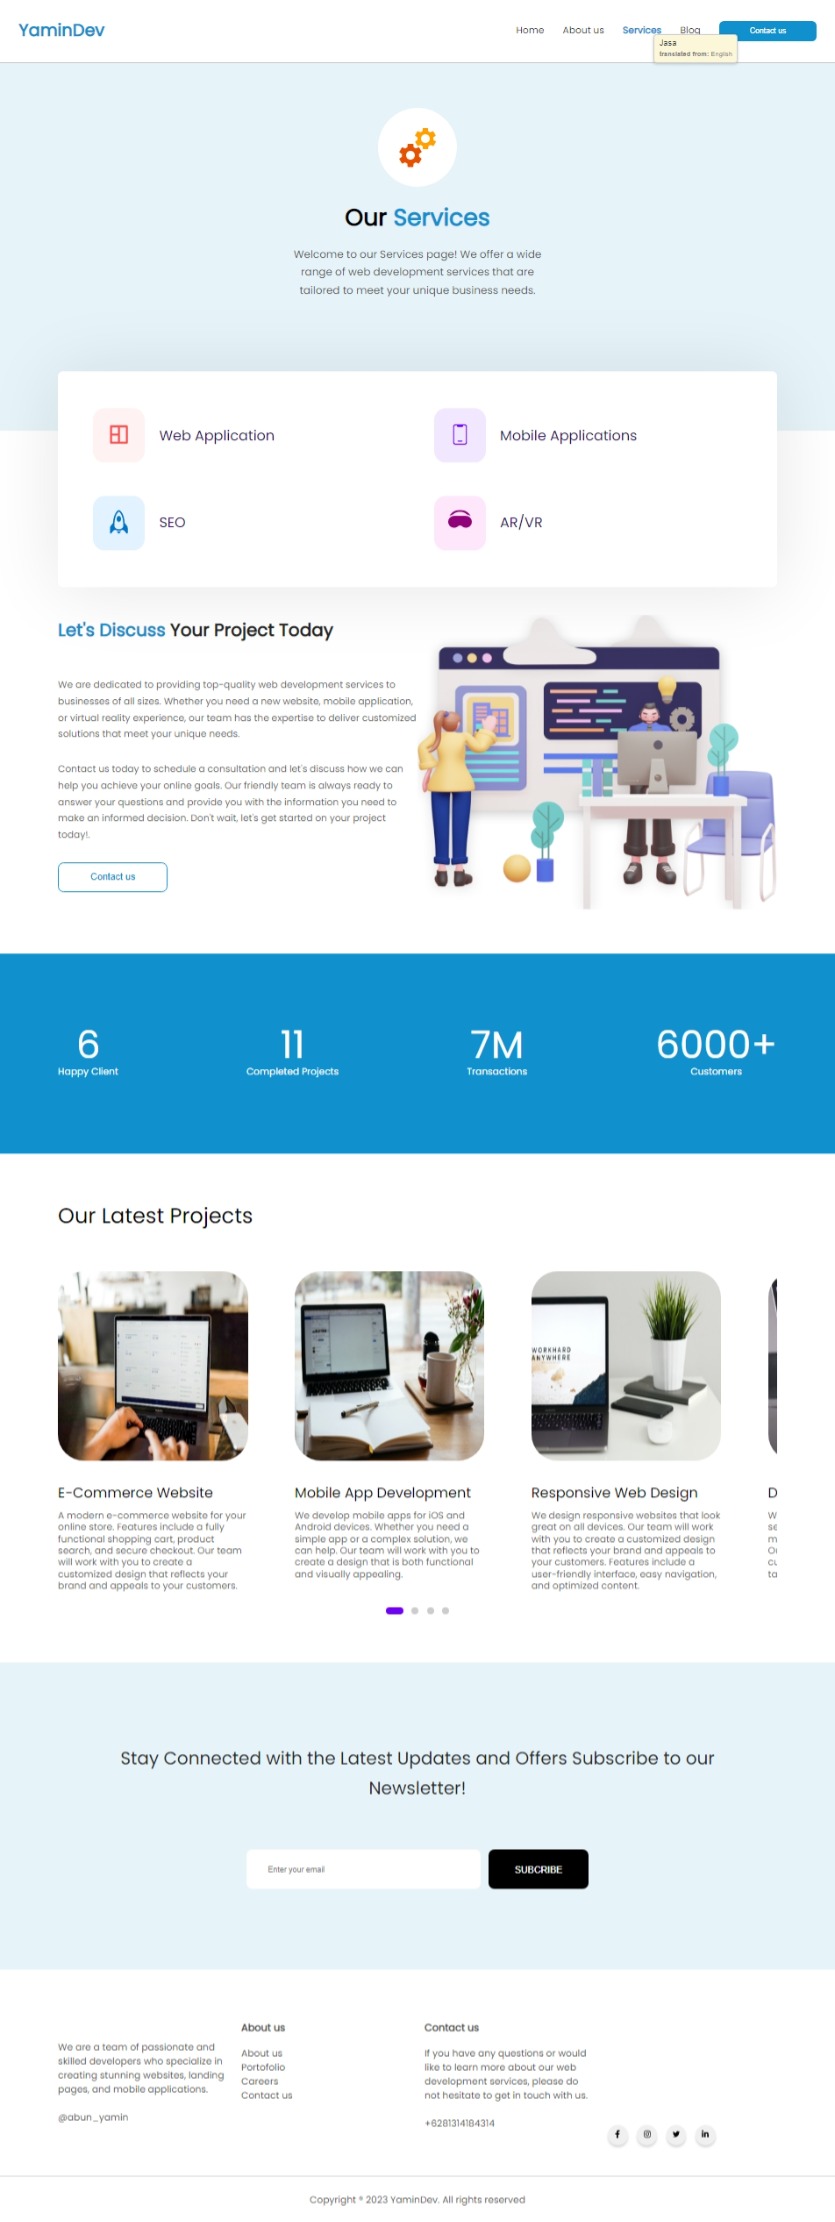 YaminDev
Home About us Services Blog Contact us
Jasa
translated from: English
Our Services
Welcome to our Services page! We offer a wide
range of web development services that are
tailored to meet your unique business needs.
Web Application
Mobile Applications
SEO
AR/VR
Let's Discuss Your Project Today
We are dedicated to providing top-quality web development services to
businesses of all sizes. Whether you need a new website, mobile application,
or virtual reality experience, our team has the expertise to deliver customized
solutions that meet your unique needs.
Contact us today to schedule a consultation and let's discuss how we can
help you achieve your online goals. Our friendly team is always ready to
answer your questions and provide you with the information you need to
make an informed decision. Don't wait, let's get started on your project
today!.
Contact us
6
Happy Client
11
Completed Projects
7M
Transactions
6000+
Customers
Our Latest Projects
WORKHARD
ANYWHERE
E-Commerce Website
A modern e-commerce website for your
online store. Features include a fully
functional shopping cart, product
search, and secure checkout. Our team
will work with you to create a
customized design that reflects your
brand and appeals to your customers.
Mobile App Development
We develop mobile apps for iOS and
Android devices. Whether you need a
simple app or a complex solution, we
can help. Our team will work with you to
create a design that is both functional
and visually appealing.
Responsive Web Design
We design responsive websites that look
great on all devices. Our team will work
with you to create a customized design
that reflects your brand and appeals to
your customers. Features include a
user-friendly interface, easy navigation,
and optimized content.
D
W
se
m
O
cu
ta
Stay Connected with the Latest Updates and Offers Subscribe to our
Newsletter!
Enter your email
SUBCRIBE
We are a team of passionate and
skilled developers who specialize in
creating stunning websites, landing
pages, and mobile applications.
@abun_yamin
About us
About us
Portofolio
Careers
Contact us
Contact us
If you have any questions or would
like to learn more about our web
development services, please do
not hesitate to get in touch with us.
+6281314184314
Copyright ® 2023 YaminDev. All rights reserved